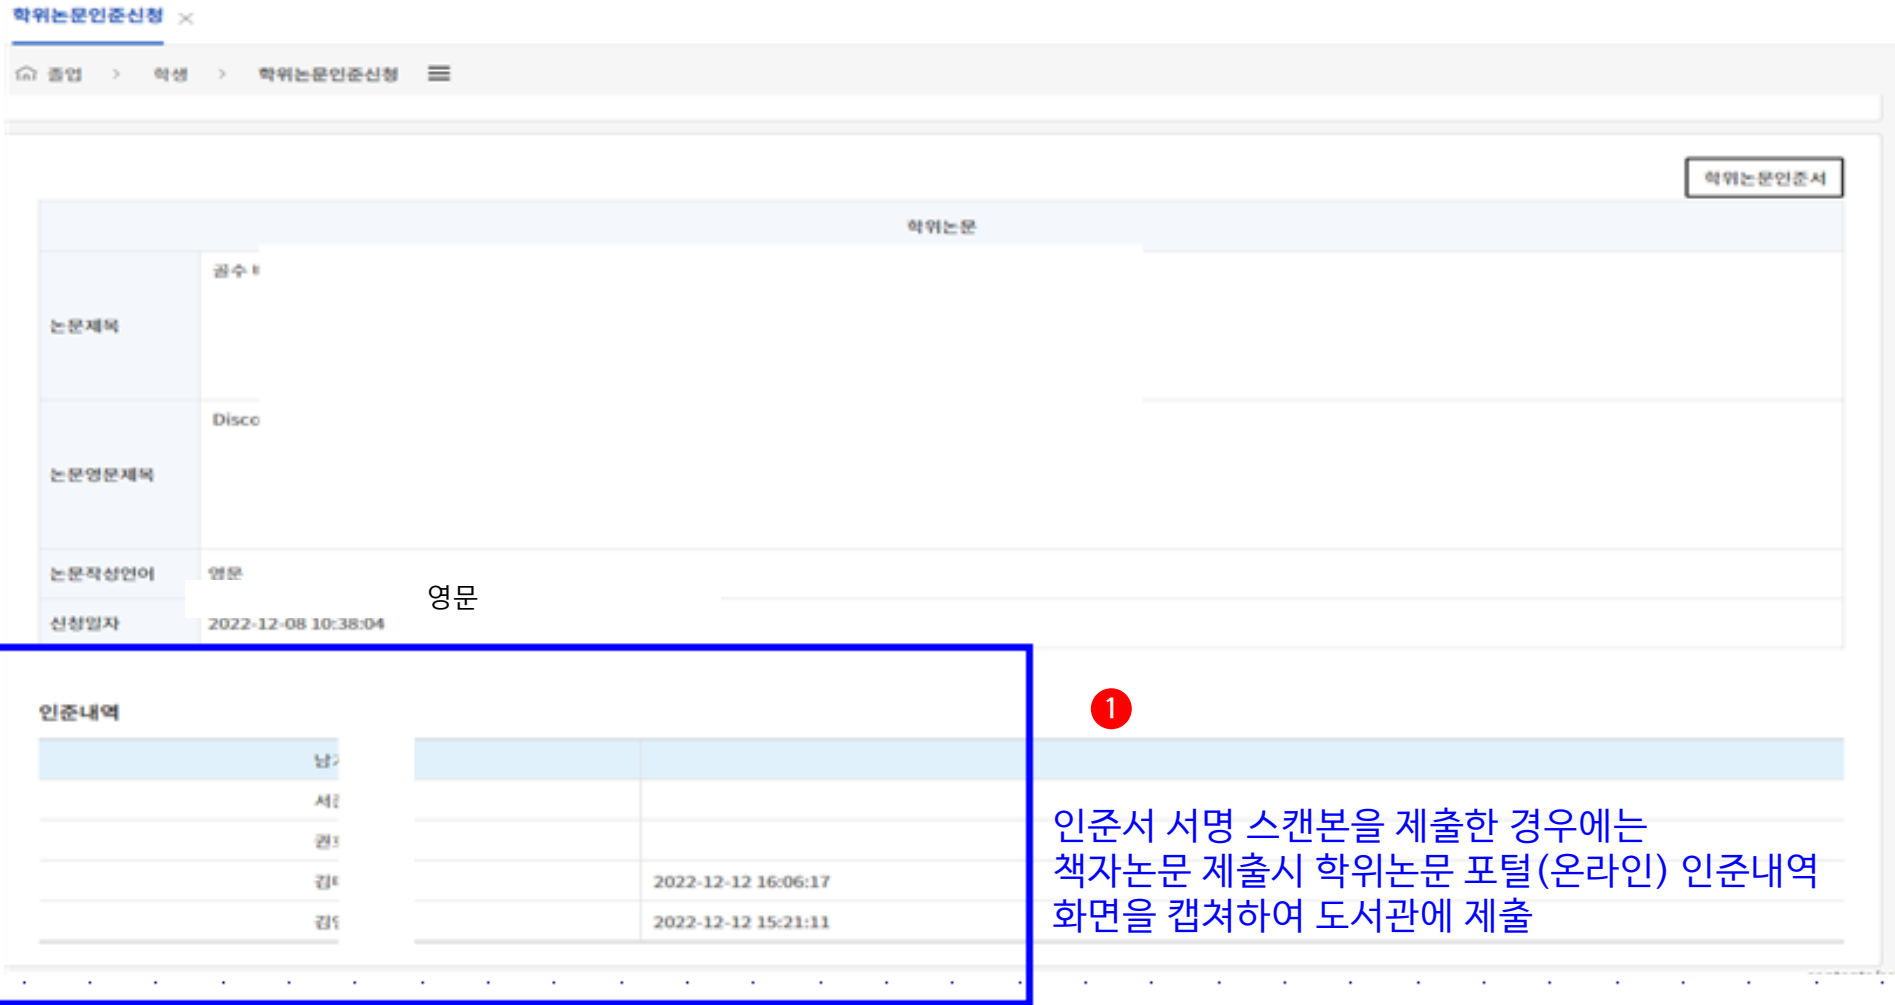 학위논문인준신청
졸업 > 학생 > 학위논문인준신청
학위논문인준서
학위논문
골수
논문제목
Disco
논문영문제목
논문작성언어 영문
영문
신청일자 2022-12-08 10:38:04
인준내역
1
인준서 서명 스캔본을 제출한 경우에는
책자논문 제출시 학위논문 포털(온라인) 인준내역
화면을 캡쳐하여 도서관에 제출
2022-12-12 16:06:17
2022-12-12 15:21:11